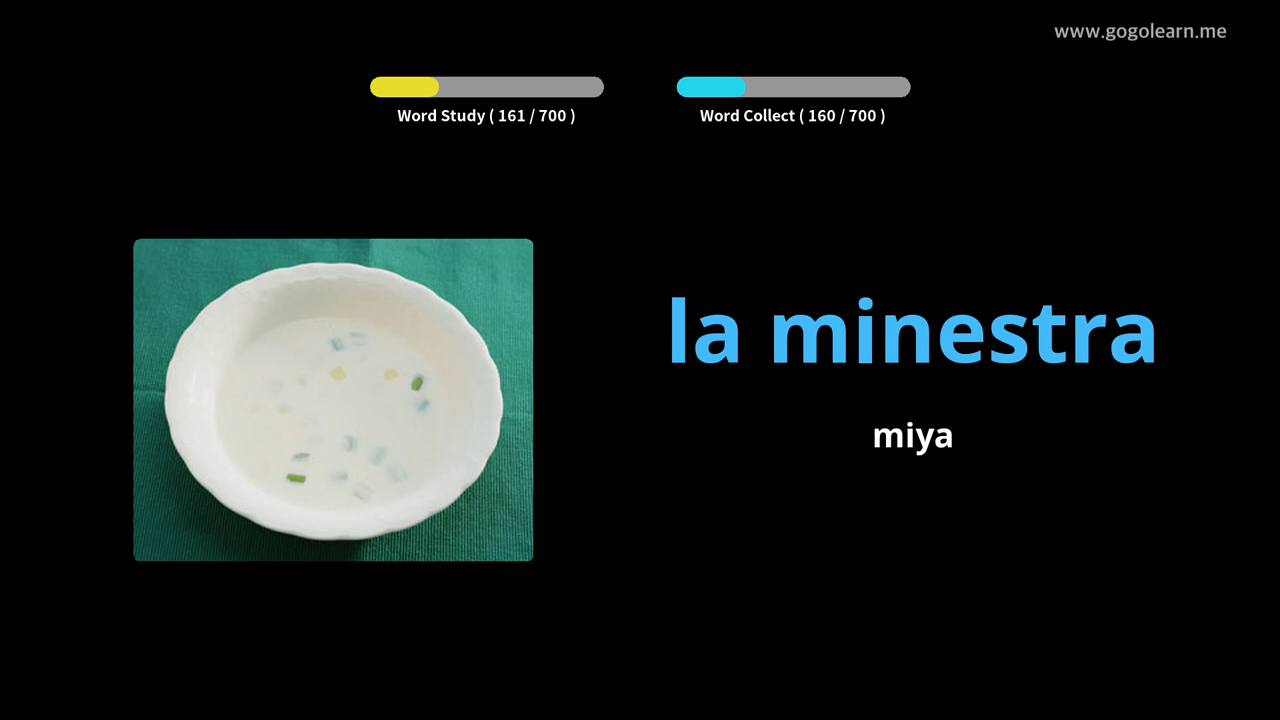 www.gogolearn.me
Word Study ( 161 / 700 )
Word Collect ( 160 / 700 )
la minestra
miya